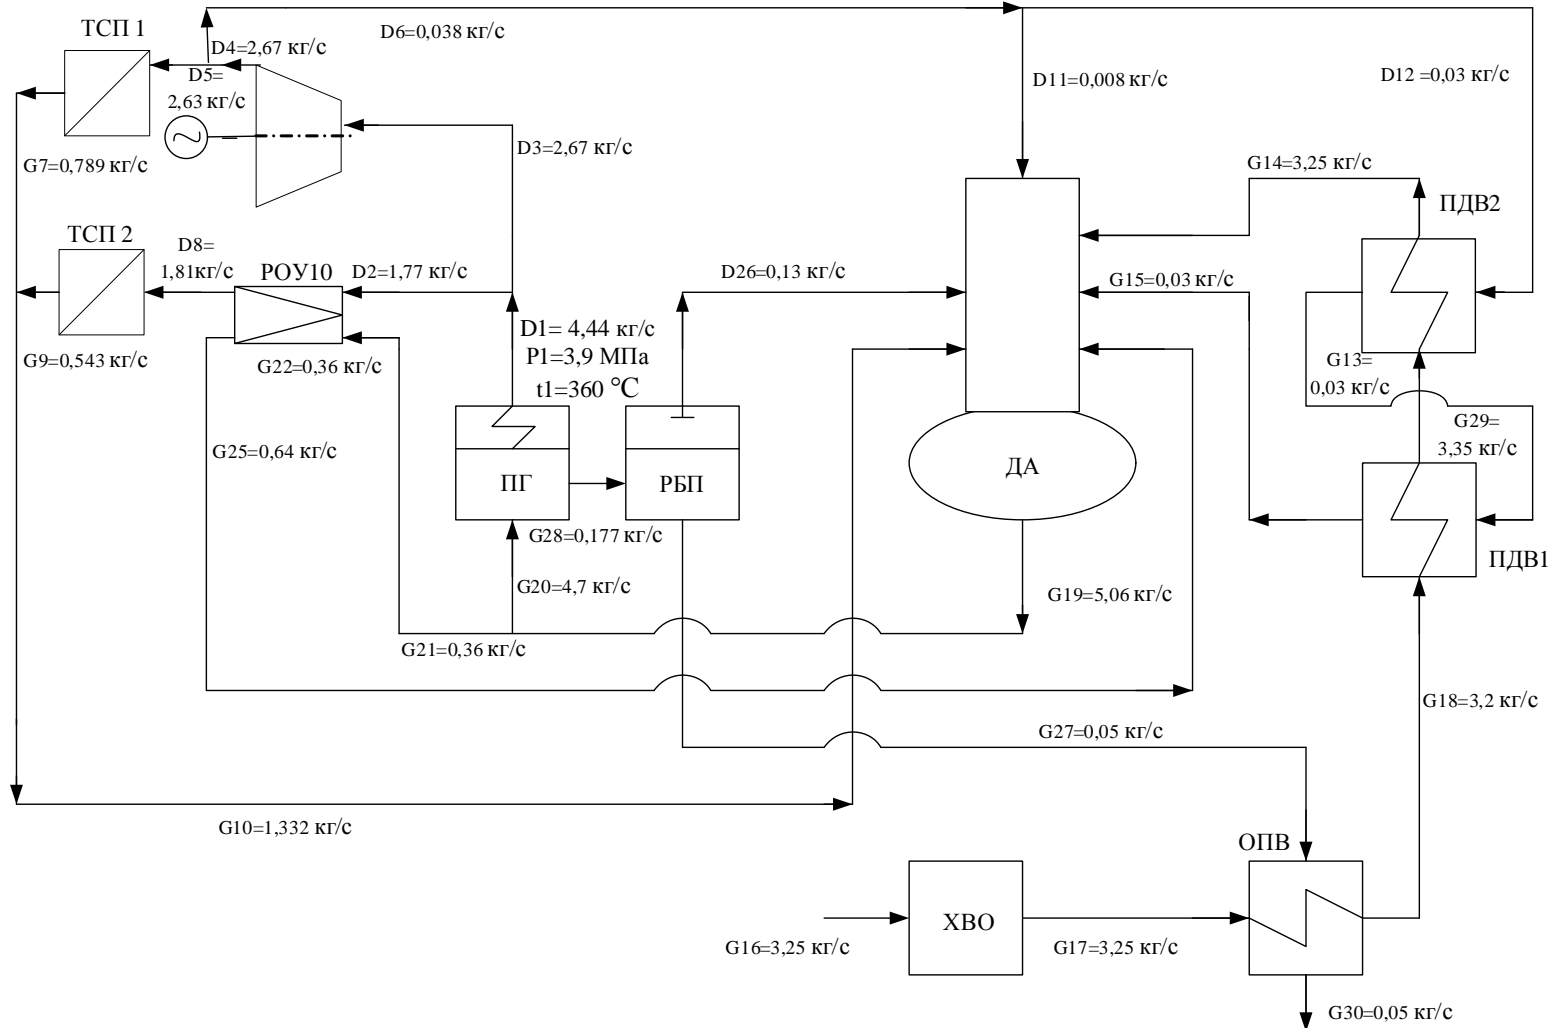 ТСП 1
D6=0,038 кг/с
D4=2,67 кг/с
D5=
2,63 кг/с
D11=0,008 кг/с
D12 =0,03 кг/с
G7=0,789 кг/с
D3=2,67 кг/с
G14=3,25 кг/с
ПДВ2
ТСП 2
D8=
1,81кг/с
РОУ10
D2=1,77 кг/с
D26=0,13 кг/с
G15=0,03 кг/с
D1= 4,44 кг/с
P1=3,9 МПа
t1=360 °С
G9=0,543 кг/с
G22=0,36 кг/с
G13=
0,03 кг/с
G29=
3,35 кг/с
G25=0,64 кг/с
ПГ
РБП
ДА
G28=0,177 кг/с
ПДВ1
G20=4,7 кг/с
G19=5,06 кг/с
G21=0,36 кг/с
G18=3,2 кг/с
G27=0,05 кг/с
G10=1,332 кг/с
ОПВ
ХВО
G16=3,25 кг/с
G17=3,25 кг/с
G30=0,05 кг/с